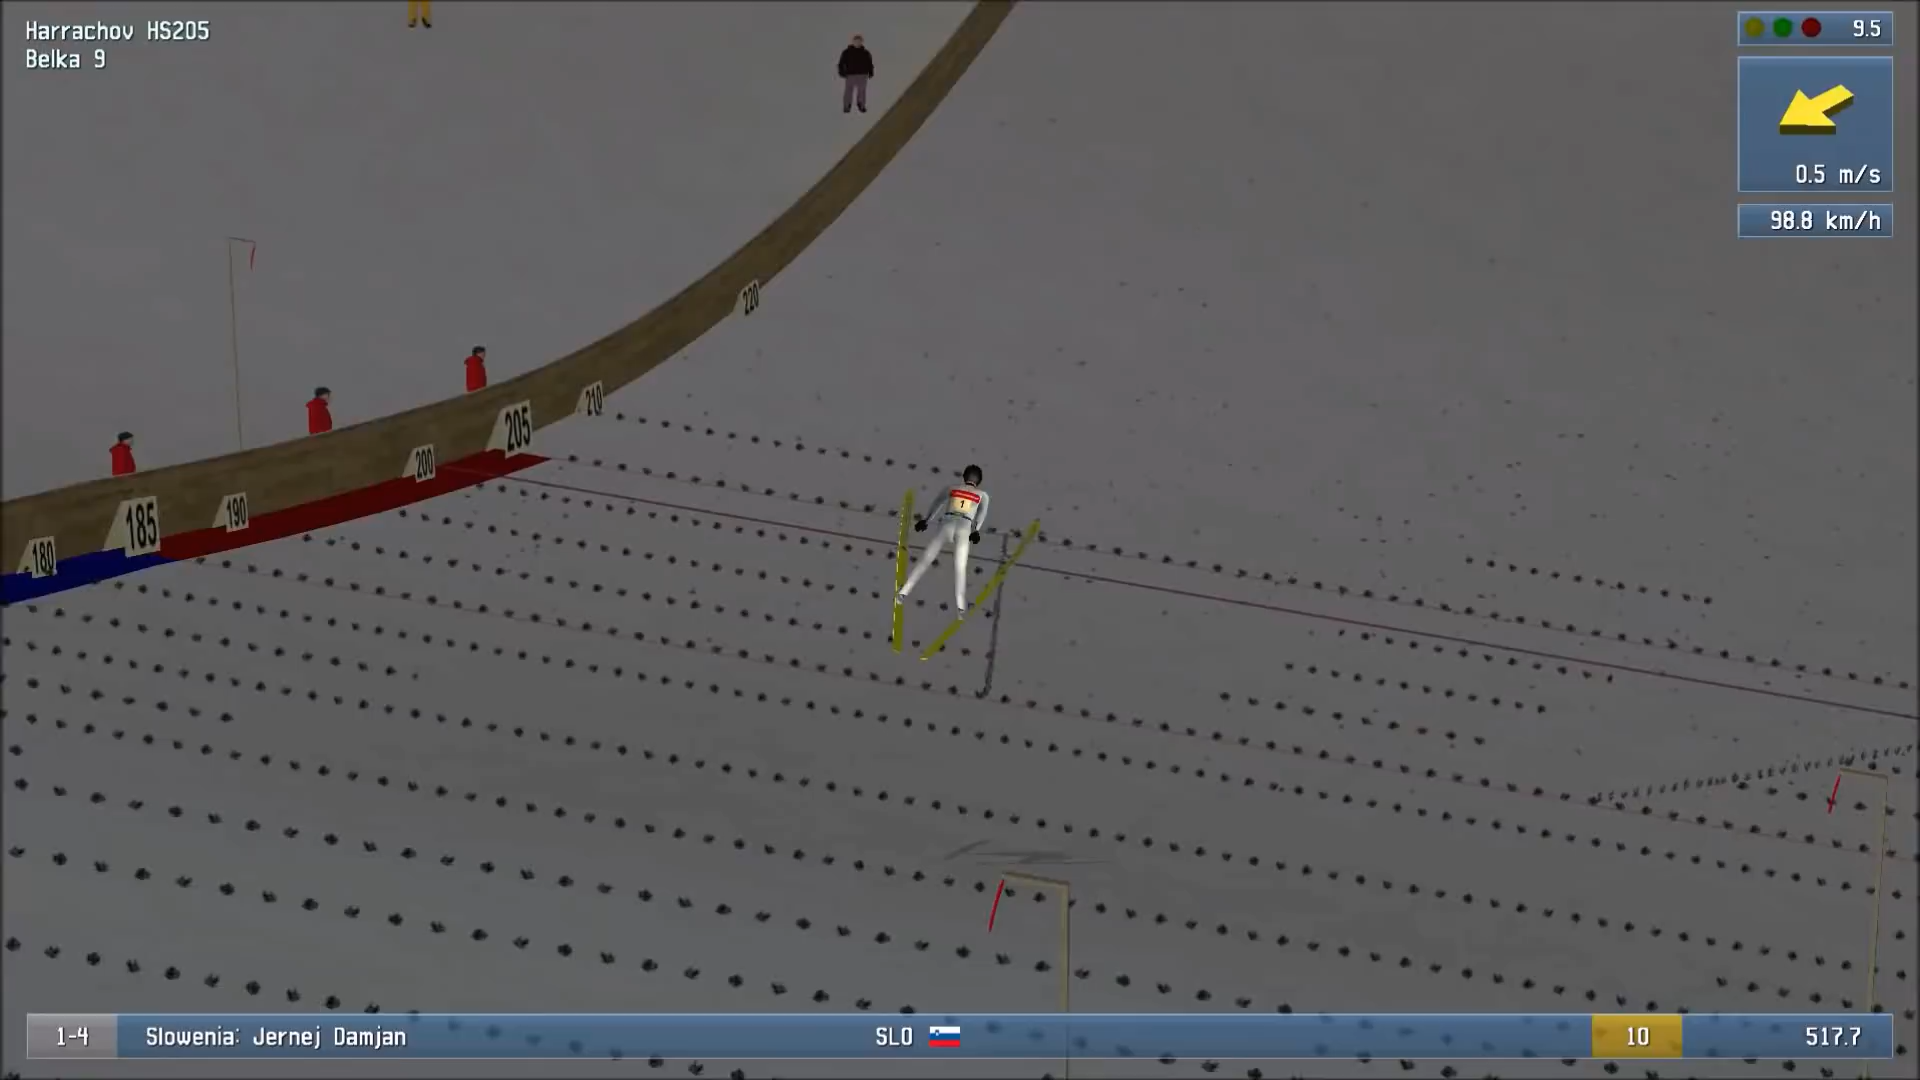 Harrachov HS205
Belka 9
9.5
0.5 m/s
98.8 km/h
220
210
205
200
190
185
180
1
1-4 Slowenia: Jernej Damjan SLO 10 517.7